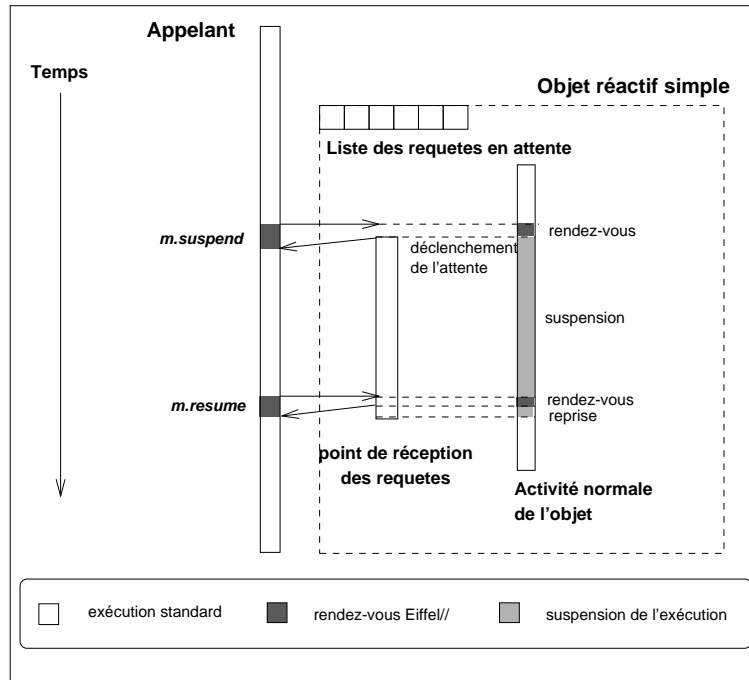 Appelant
Temps
Objet réactif simple
Liste des requetes en attente
m.suspend
rendez-vous
déclenchement
de l'attente
suspension
m.resume
rendez-vous
reprise
point de réception
des requetes
Activité normale
de l'objet
exécution standard
rendez-vous Eiffel//
suspension de l'exécution